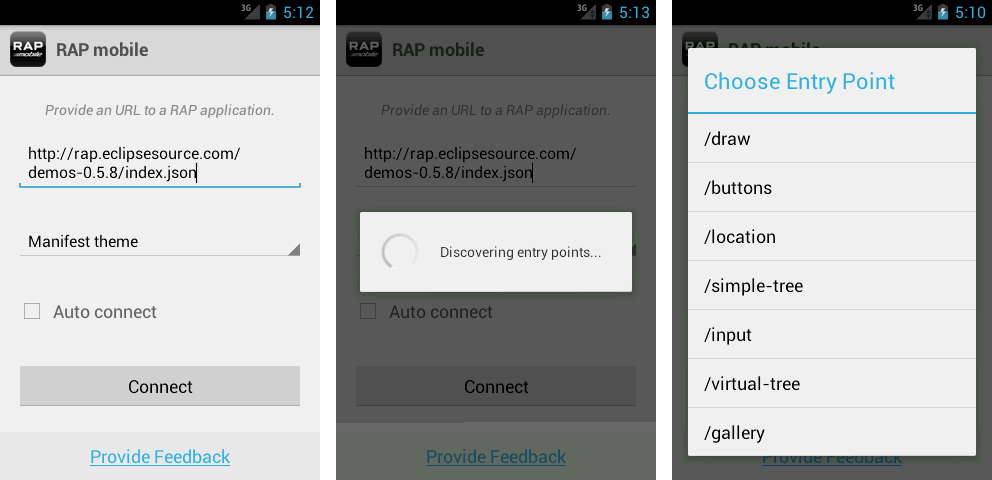 3G 5:12
RAP mobile RAP mobile
Provide an URL to a RAP application.
http://rap.eclipsesource.com/
demos-0.5.8/index.json
Manifest theme
Auto connect
Connect
Provide Feedback
3G 5:13
RAP mobile RAP mobile
Provide an URL to a RAP application.
http://rap.eclipsesource.com/
demos-0.5.8/index.json
Discovering entry points...
Auto connect
Connect
Provide Feedback
3G 5:10
RAP RAP mobile
Choose Entry Point
/draw
/buttons
/location
/simple-tree
/input
/virtual-tree
/gallery
Provide Feedback